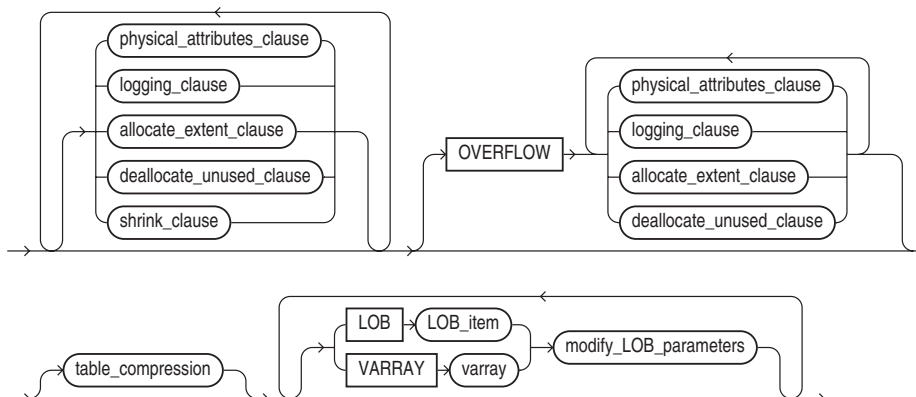 physical_attributes_clause
logging_clause
allocate_extent_clause
deallocate_unused_clause
shrink_clause
OVERFLOW
physical_attributes_clause
logging_clause
allocate_extent_clause
deallocate_unused_clause
table_compression
LOB LOB_item
VARRAY varray
modify_LOB_parameters